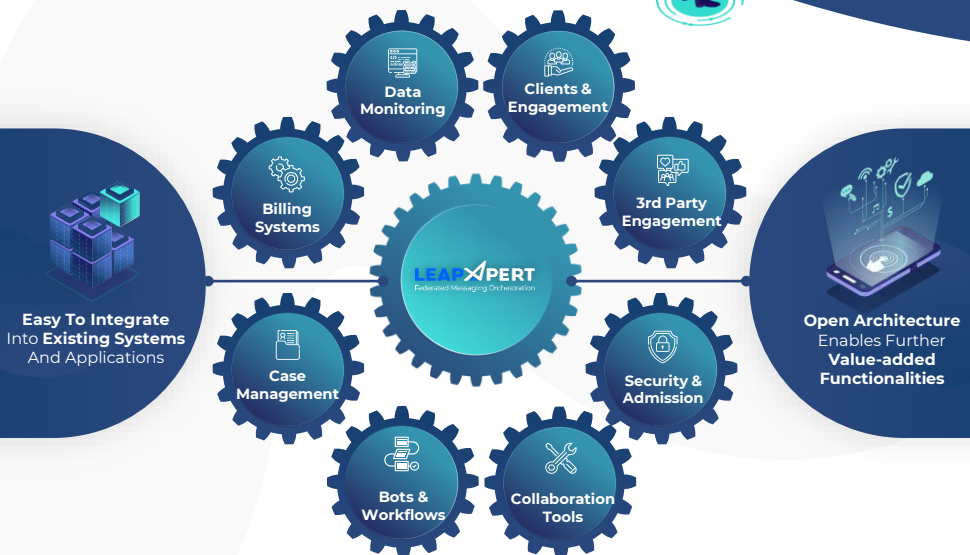 Data
Monitoring
Clients &
Engagement
Billing
Systems
3rd Party
Engagement
LEAPXPERT
Federated Messaging Orchestration
Easy To Integrate
Into Existing Systems
And Applications
Open Architecture
Enables Further
Value-added
Functionalities
Case
Management
Security &
Admission
Bots &
Workflows
Collaboration
Tools